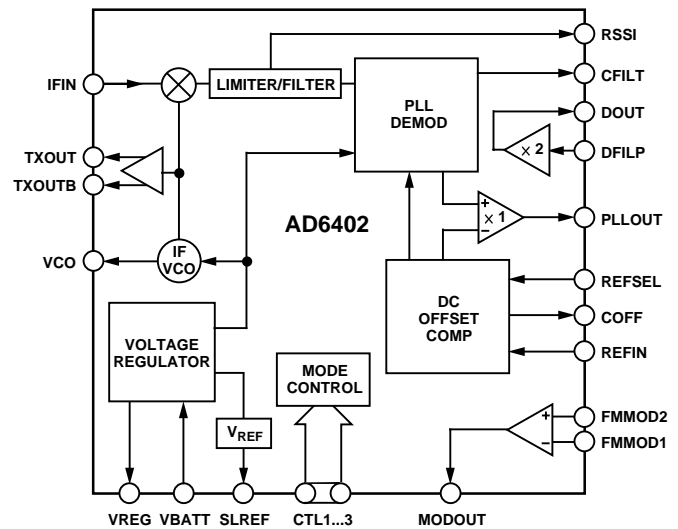 RSSI
IFIN
LIMITER/FILTER
PLL
DEMOD
CFILT
DOUT
× 2
DFILP
TXOUT
TXOUTB
+
× 1
–
PLLOUT
AD6402
VCO
IF
VCO
DC
OFFSET
COMP
REFSEL
COFF
REFIN
VOLTAGE
REGULATOR
MODE
CONTROL
VREF
+
–
FMMOD2
FMMOD1
VREG
VBATT
SLREF
CTL1...3
MODOUT